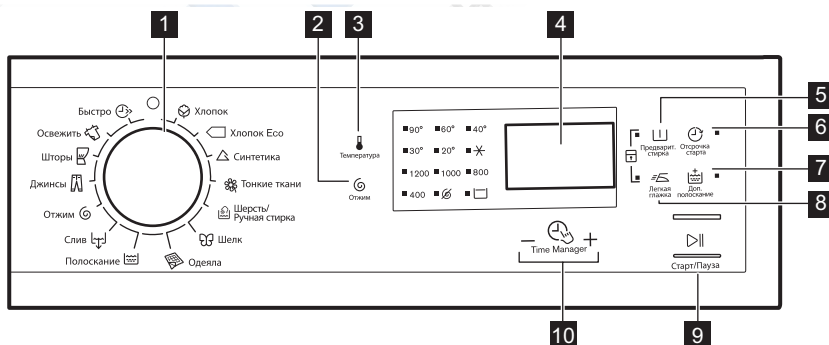 1
2
3
4
5
6
7
8
9
10
Быстро
Освежить
Шторы
Джинсы
Отжим
Слив
Полоскание
Хлопок
Хлопок Eco
Синтетика
Тонкие ткани
Шерсть/
Ручная стирка
Шелк
Одеяла
Температура
Отжим
90° 60° 40°
30° 20°
1200 1000 800
400
− +
Time Manager
Предварит.
стирка
Отсрочка
старта
Легкая
глажка
Доп.
полоскание
Старт/Пауза